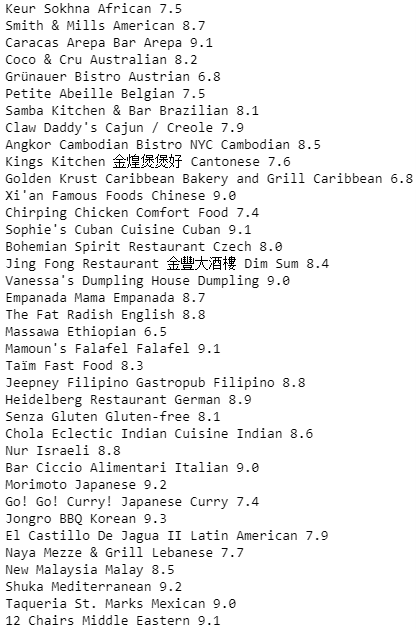 Keur Sokhna African 7.5
Smith & Mills American 8.7
Caracas Arepa Bar Arepa 9.1
Coco & Cru Australian 8.2
Grünauer Bistro Austrian 6.8
Petite Abeille Belgian 7.5
Samba Kitchen & Bar Brazilian 8.1
Claw Daddy's Cajun / Creole 7.9
Angkor Cambodian Bistro NYC Cambodian 8.5
Kings Kitchen 金煌煲煲好 Cantonese 7.6
Golden Krust Caribbean Bakery and Grill Caribbean 6.8
Xi'an Famous Foods Chinese 9.0
Chirping Chicken Comfort Food 7.4
Sophie's Cuban Cuisine Cuban 9.1
Bohemian Spirit Restaurant Czech 8.0
Jing Fong Restaurant 金豐大酒樓 Dim Sum 8.4
Vanessa's Dumpling House Dumpling 9.0
Empanada Mama Empanada 8.7
The Fat Radish English 8.8
Massawa Ethiopian 6.5
Mamoun's Falafel Falafel 9.1
Taïm Fast Food 8.3
Jeepney Filipino Gastropub Filipino 8.8
Heidelberg Restaurant German 8.9
Senza Gluten Gluten-free 8.1
Chola Eclectic Indian Cuisine Indian 8.6
Nur Israeli 8.8
Bar Ciccio Alimentari Italian 9.0
Morimoto Japanese 9.2
Go! Go! Curry! Japanese Curry 7.4
Jongro BBQ Korean 9.3
El Castillo De Jagua II Latin American 7.9
Naya Mezze & Grill Lebanese 7.7
New Malaysia Malay 8.5
Shuka Mediterranean 9.2
Taqueria St. Marks Mexican 9.0
12 Chairs Middle Eastern 9.1